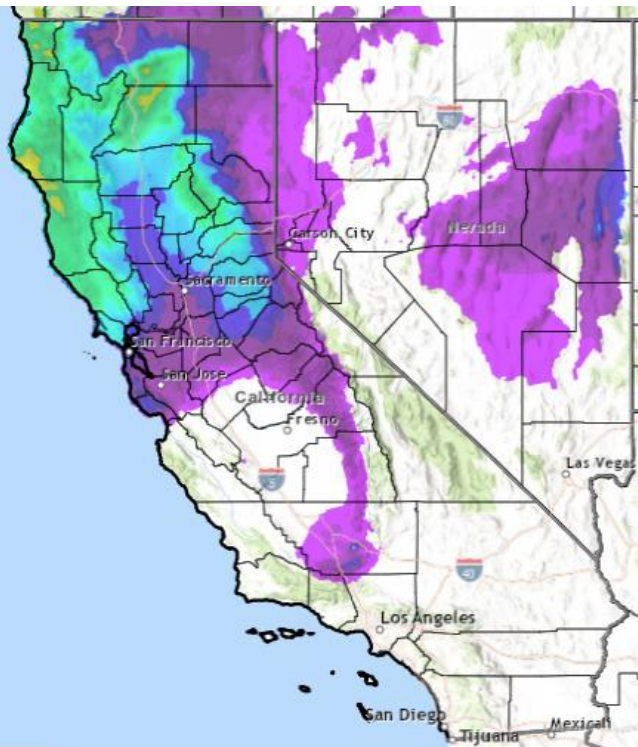 80
Nevada
Carson City
Sacramento
San Francisco
San Jose
California
Fresno
5
Las Vegas
40
Los Angeles
San Diego
Tijuana
Mexicali